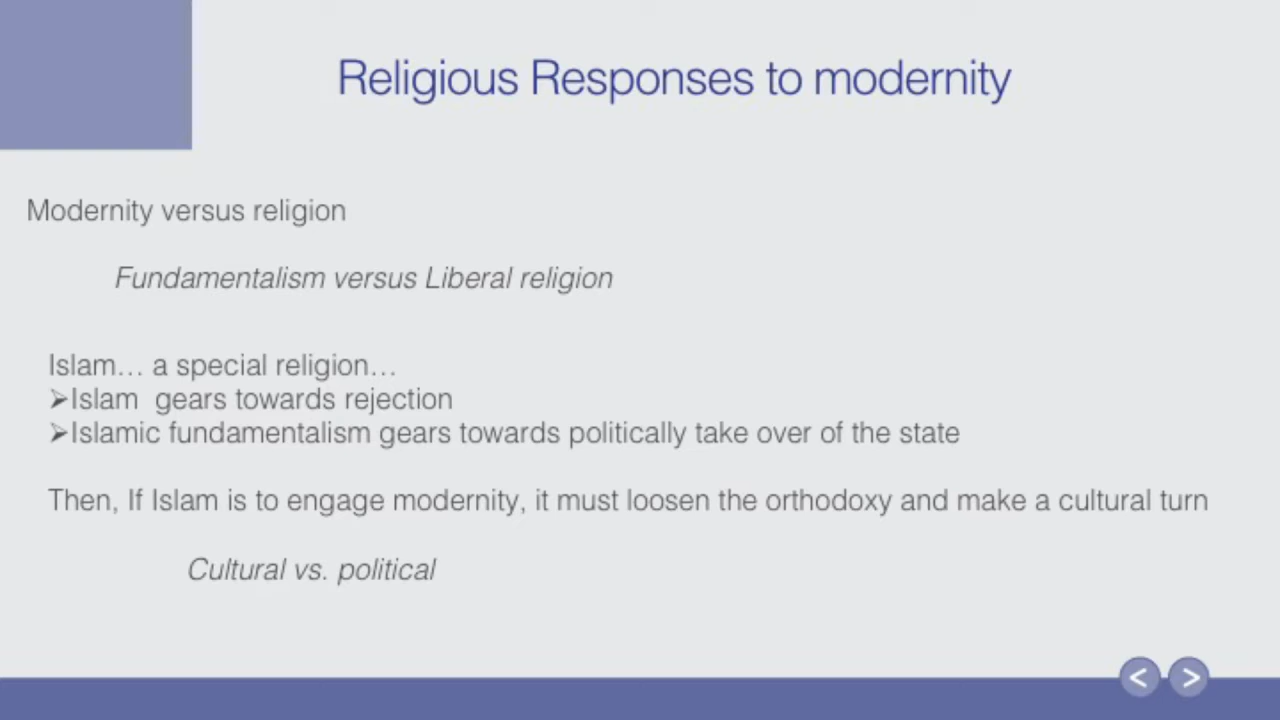 Religious Responses to modernity
Modernity versus religion
Fundamentalism versus Liberal religion
Islam… a special religion…
➢Islam  gears towards rejection
➢Islamic fundamentalism gears towards politically take over of the state
Then, If Islam is to engage modernity, it must loosen the orthodoxy and make a cultural turn
Cultural vs. political
< >